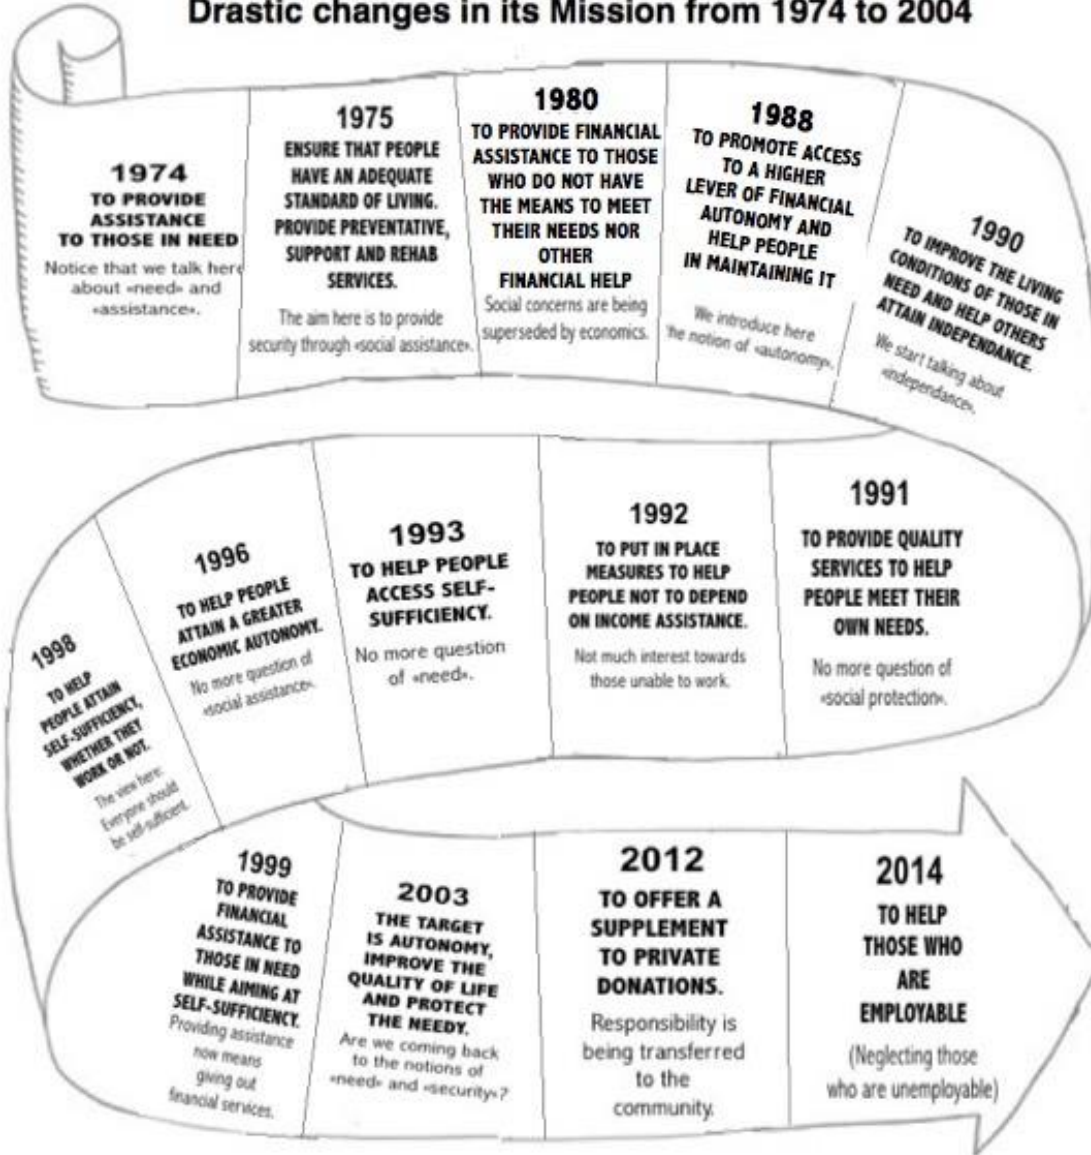 Drastic changes in its Mission from 1974 to 2004
1974
TO PROVIDE
ASSISTANCE
TO THOSE IN NEED
Notice that we talk here
about «need» and
«assistance».
1975
ENSURE THAT PEOPLE
HAVE AN ADEQUATE
STANDARD OF LIVING.
PROVIDE PREVENTATIVE,
SUPPORT AND REHAB
SERVICES.
The aim here is to provide
security through «social assistance».
1980
TO PROVIDE FINANCIAL
ASSISTANCE TO THOSE
WHO DO NOT HAVE
THE MEANS TO MEET
THEIR NEEDS NOR
OTHER
FINANCIAL HELP
Social concerns are being
superseded by economics.
1988
TO PROMOTE ACCESS
TO A HIGHER
LEVER OF FINANCIAL
AUTONOMY AND
HELP PEOPLE
IN MAINTAINING IT
We introduce here
he notion of «autonomy».
1990
TO IMPROVE THE LIVING
CONDITIONS OF THOSE IN
NEED AND HELP OTHERS
ATTAIN INDEPENDANCE.
We start talking about
«independance».
1991
TO PROVIDE QUALITY
SERVICES TO HELP
PEOPLE MEET THEIR
OWN NEEDS.
No more question of
«social protection».
1992
TO PUT IN PLACE
MEASURES TO HELP
PEOPLE NOT TO DEPEND
ON INCOME ASSISTANCE.
Not much interest towards
those unable to work.
1993
TO HELP PEOPLE
ACCESS SELF-
SUFFICIENCY.
No more question
of «need».
1996
TO HELP PEOPLE
ATTAIN A GREATER
ECONOMIC AUTONOMY.
No more question of
«social assistance».
1998
TO HELP
PEOPLE ATTAIN
SELF-SUFFICIENCY,
WHETHER THEY
WORK OR NOT.
The view here:
Everyone should
be self-sufficient.
1999
TO PROVIDE
FINANCIAL
ASSISTANCE TO
THOSE IN NEED
WHILE AIMING AT
SELF-SUFFICIENCY.
Providing assistance
now means
giving out
financial services.
2003
THE TARGET
IS AUTONOMY,
IMPROVE THE
QUALITY OF LIFE
AND PROTECT
THE NEEDY.
Are we coming back
to the notions of
«need» and «security»?
2012
TO OFFER A
SUPPLEMENT
TO PRIVATE
DONATIONS.
Responsibility is
being transferred
to the
community.
2014
TO HELP
THOSE WHO
ARE
EMPLOYABLE
(Neglecting those
who are unemployable)